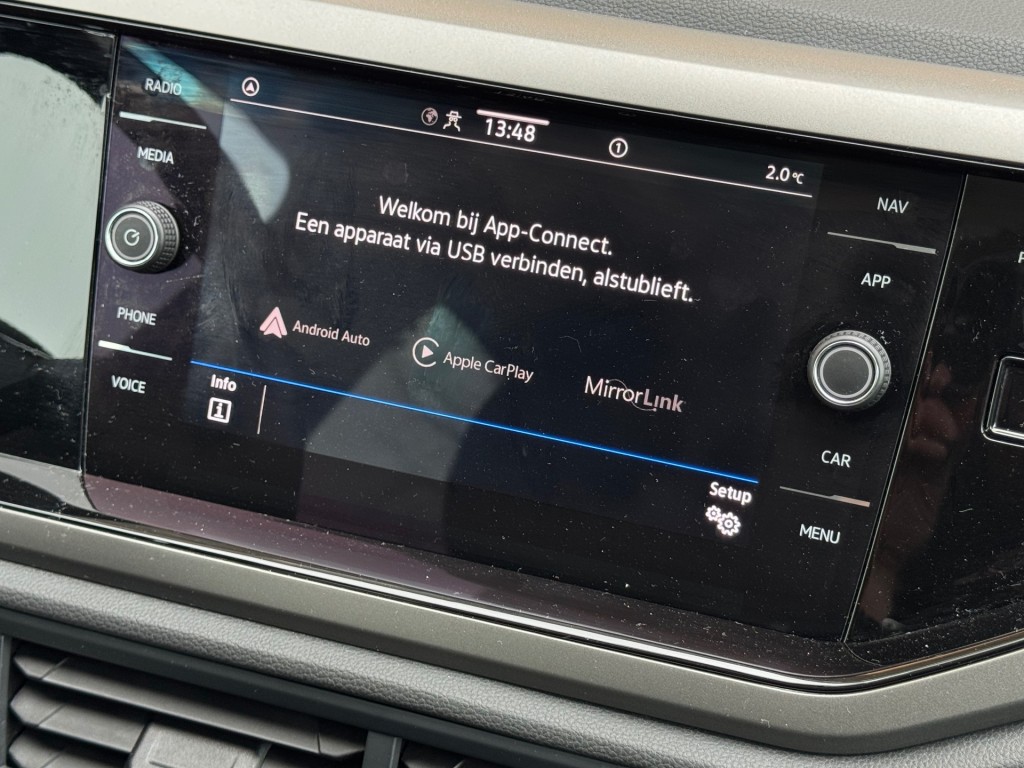 RADIO
MEDIA
PHONE
VOICE
13:48
1
2.0°C
Welkom bij App-Connect.
Een apparaat via USB verbinden, alstublieft.
Android Auto
Apple CarPlay
MirrorLink
Info
Setup
NAV
APP
CAR
MENU